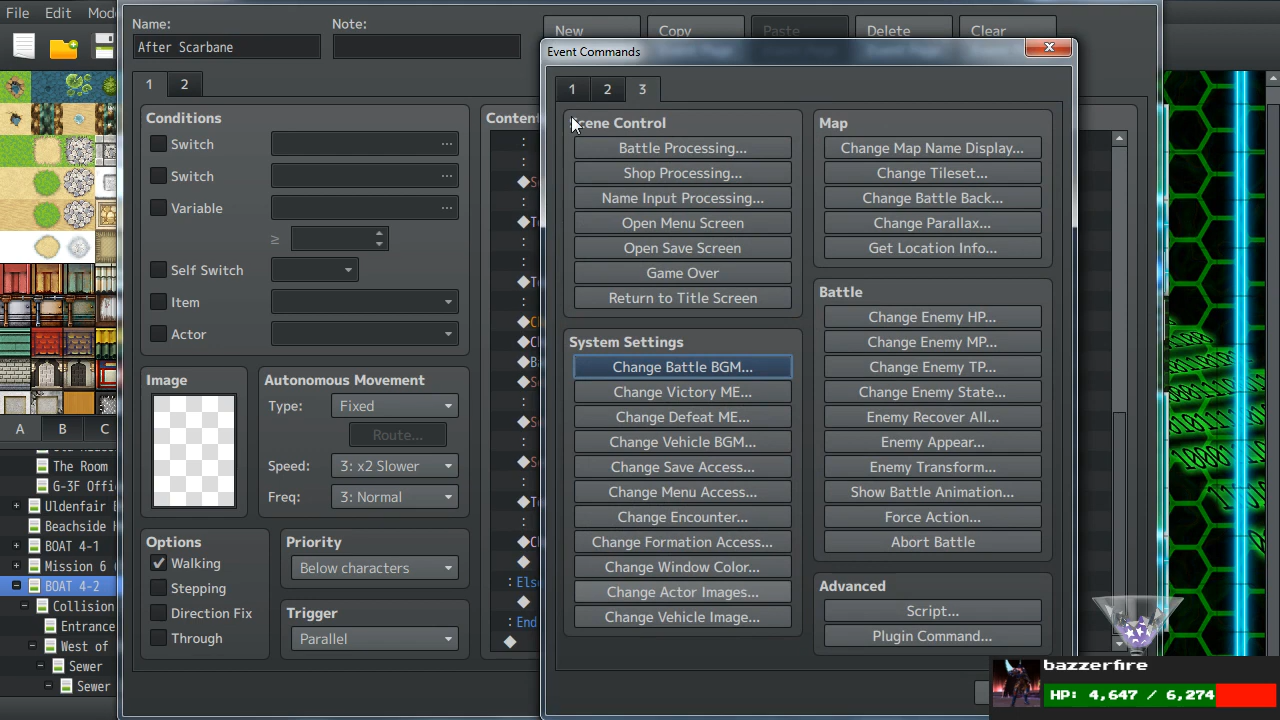 File Edit Mod
Name:
Note:
New
Copy
Paste
Delete
Clear
After Scarbane
Event Commands
1 2
1 2 3
Conditions
Switch ...
Switch ...
Variable ...
≥
Self Switch
Item
Actor
Image
Autonomous Movement
Type: Fixed
Route...
Speed: 3: x2 Slower
Freq: 3: Normal
Options
Walking
Stepping
Direction Fix
Through
Priority
Below characters
Trigger
Parallel
Scene Control
Battle Processing...
Shop Processing...
Name Input Processing...
Open Menu Screen
Open Save Screen
Game Over
Return to Title Screen
System Settings
Change Battle BGM...
Change Victory ME...
Change Defeat ME...
Change Vehicle BGM...
Change Save Access...
Change Menu Access...
Change Encounter...
Change Formation Access...
Change Window Color...
Change Actor Images...
Change Vehicle Image...
Map
Change Map Name Display...
Change Tileset...
Change Battle Back...
Change Parallax...
Get Location Info...
Battle
Change Enemy HP...
Change Enemy MP...
Change Enemy TP...
Change Enemy State...
Enemy Recover All...
Enemy Appear...
Enemy Transform...
Show Battle Animation...
Force Action...
Abort Battle
Advanced
Script...
Plugin Command...
A B C
The Room
G-3F Offi
Uldenfair
Beachside
BOAT 4-1
Mission 6
BOAT 4-2
Collision
Entrance
West of
Sewer
Sewer
: Else
: End
bazzerfire
HP: 4,647 / 6,274